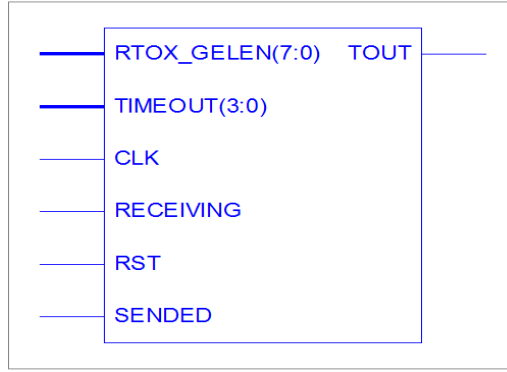 RTOX_GELEN(7:0) TOUT
TIMEOUT(3:0)
CLK
RECEIVING
RST
SENDED